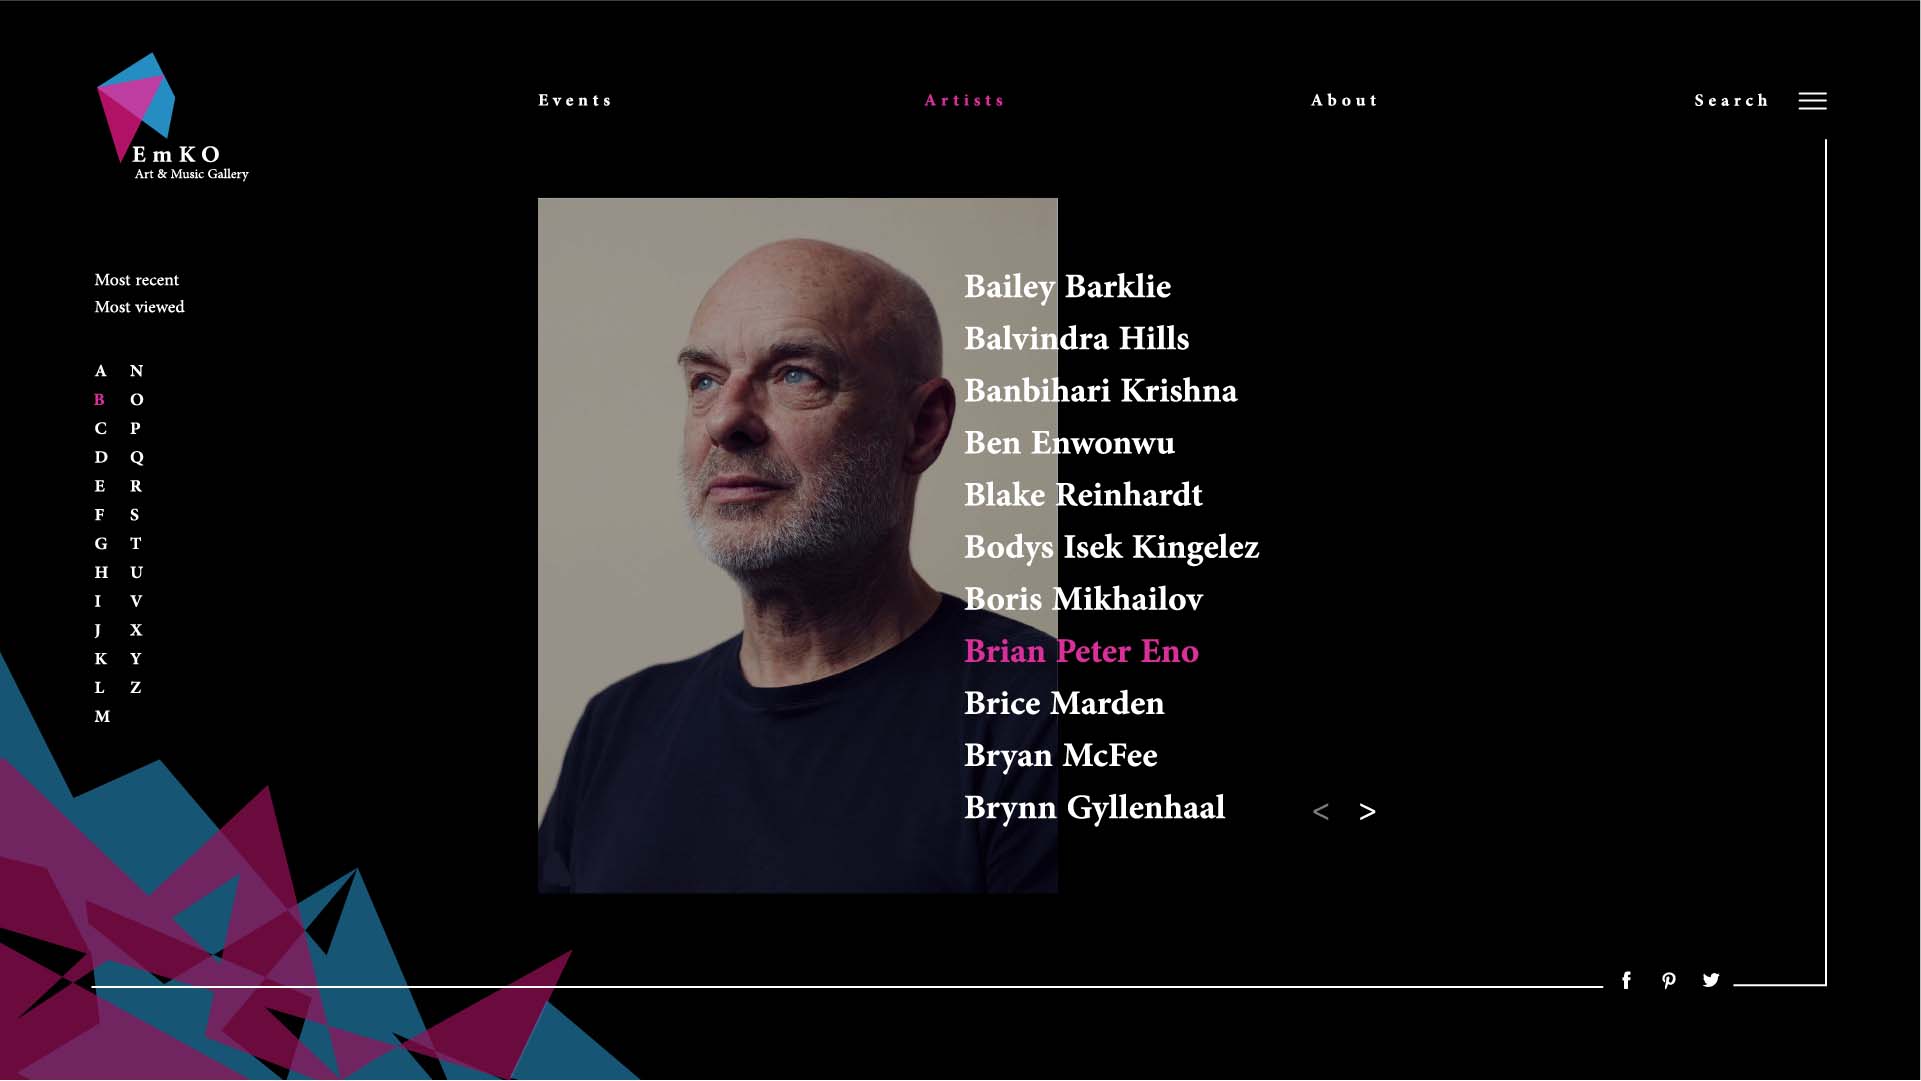 EmKO
Art & Music Gallery
Events
Artists
About
Search
Most recent
Most viewed
A N
B O
C P
D Q
E R
F S
G T
H U
I V
J X
K Y
L Z
M
Bailey Barklie
Balvindra Hills
Banbihari Krishna
Ben Enwonwu
Blake Reinhardt
Bodys Isek Kingelez
Boris Mikhailov
Brian Peter Eno
Brice Marden
Bryan McFee
Brynn Gyllenhaal
< >